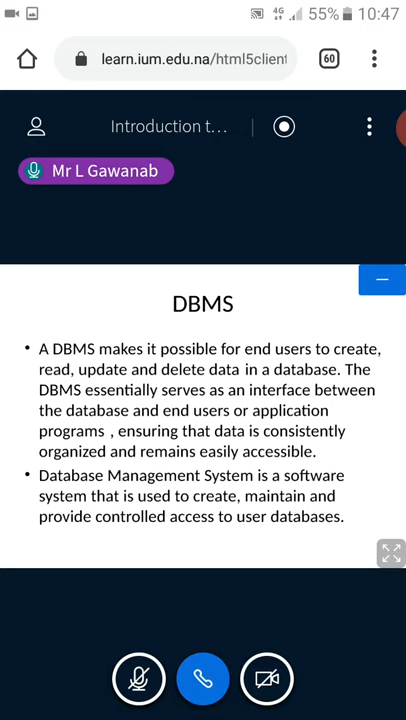 4G 55% 10:47
learn.ium.edu.na/html5client 60
Introduction t...
Mr L Gawanab
DBMS
• A DBMS makes it possible for end users to create,
read, update and delete data in a database. The
DBMS essentially serves as an interface between
the database and end users or application
programs , ensuring that data is consistently
organized and remains easily accessible.
• Database Management System is a software
system that is used to create, maintain and
provide controlled access to user databases.